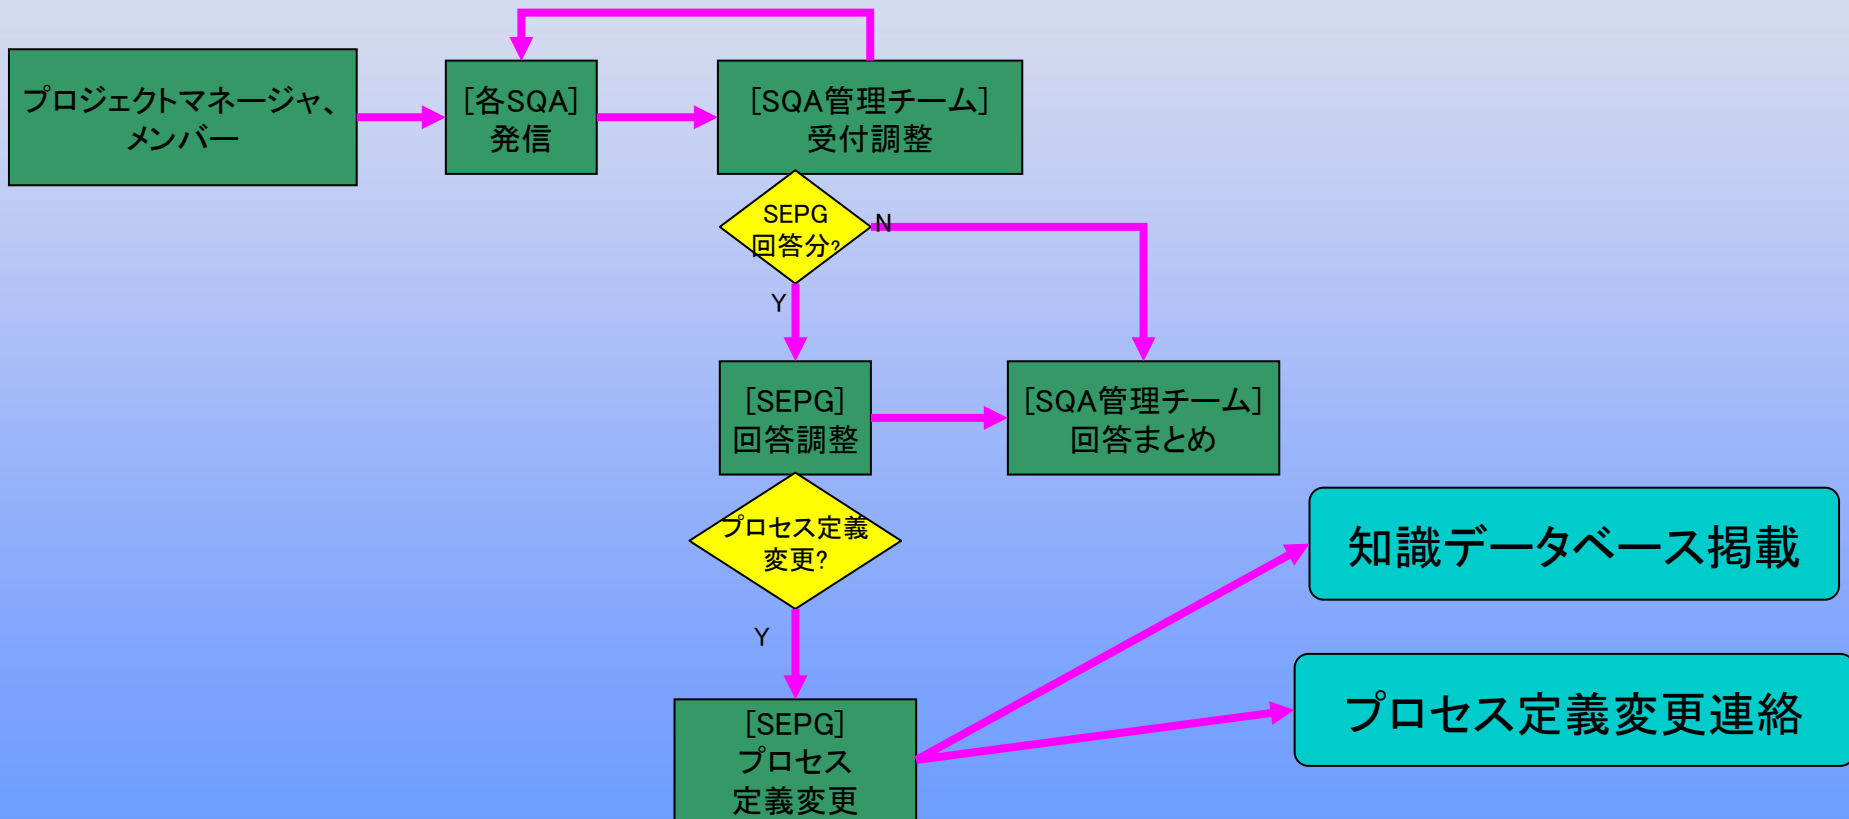 プロジェクトマネージャ、
メンバー
[各SQA]
発信
[SQA管理チーム]
受付調整
SEPG
回答分?
N
Y
[SEPG]
回答調整
[SQA管理チーム]
回答まとめ
プロセス定義
変更?
Y
知識データベース掲載
プロセス定義変更連絡
[SEPG]
プロセス
定義変更